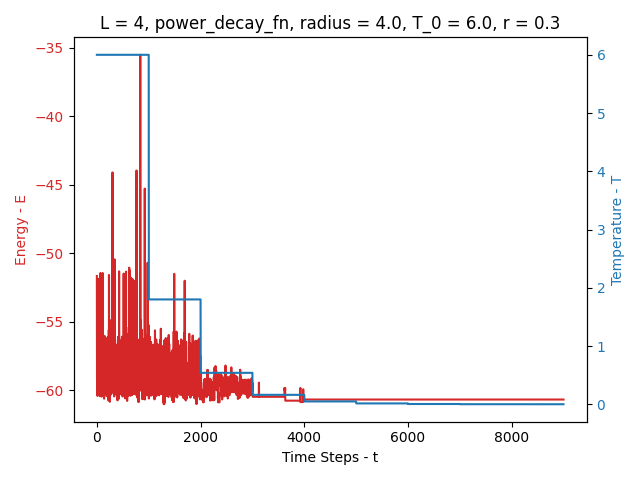 L = 4, power_decay_fn, radius = 4.0, T_0 = 6.0, r = 0.3
−35
−40
−45
−50
−55
−60
Energy - E
6
5
4
3
2
1
0
Temperature - T
0 2000 4000 6000 8000
Time Steps - t